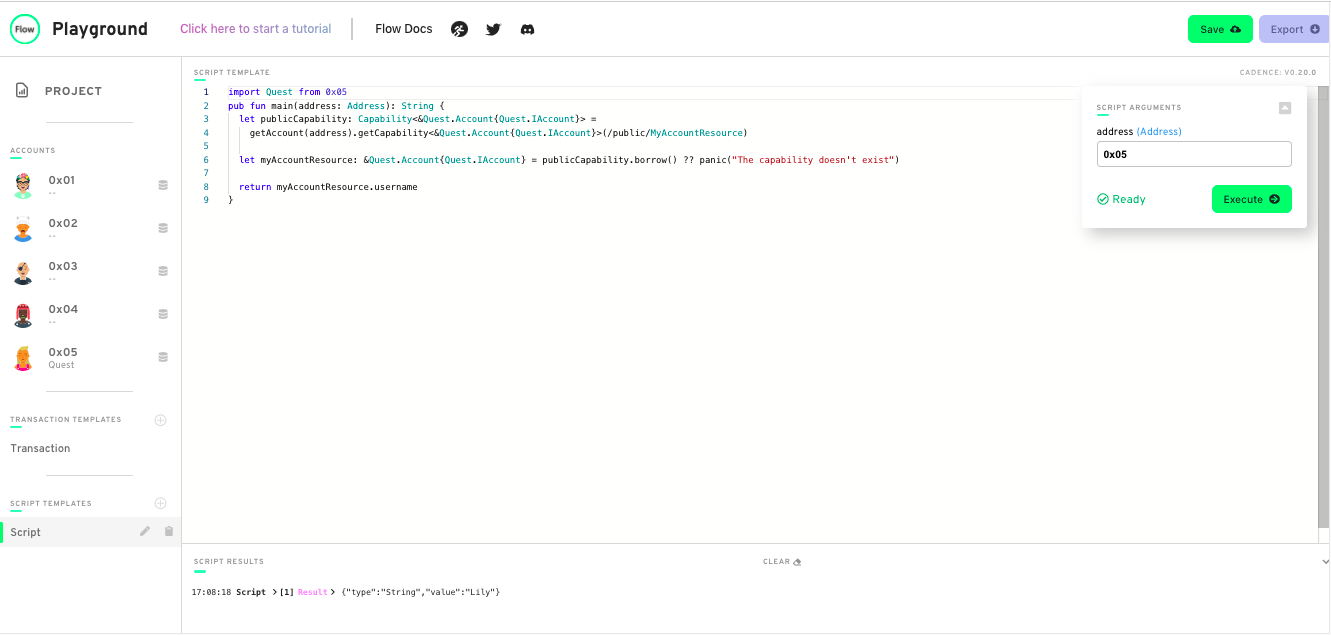 Flow Playground Click here to start a tutorial Flow Docs Save Export
PROJECT
ACCOUNTS
0x01
--
0x02
--
0x03
--
0x04
--
0x05
Quest
TRANSACTION TEMPLATES
Transaction
SCRIPT TEMPLATES
Script
SCRIPT TEMPLATE
CADENCE: V0.20.0
1 import Quest from 0x05
2 pub fun main(address: Address): String {
3 let publicCapability: Capability<&Quest.Account{Quest.IAccount}> =
4 getAccount(address).getCapability<&Quest.Account{Quest.IAccount}>(/public/MyAccountResource)
5
6 let myAccountResource: &Quest.Account{Quest.IAccount} = publicCapability.borrow() ?? panic("The capability doesn't exist")
7
8 return myAccountResource.username
9 }
SCRIPT ARGUMENTS
address (Address)
0x05
Ready Execute
SCRIPT RESULTS CLEAR
17:08:18 Script > [1] Result > {"type":"String","value":"Lily"}